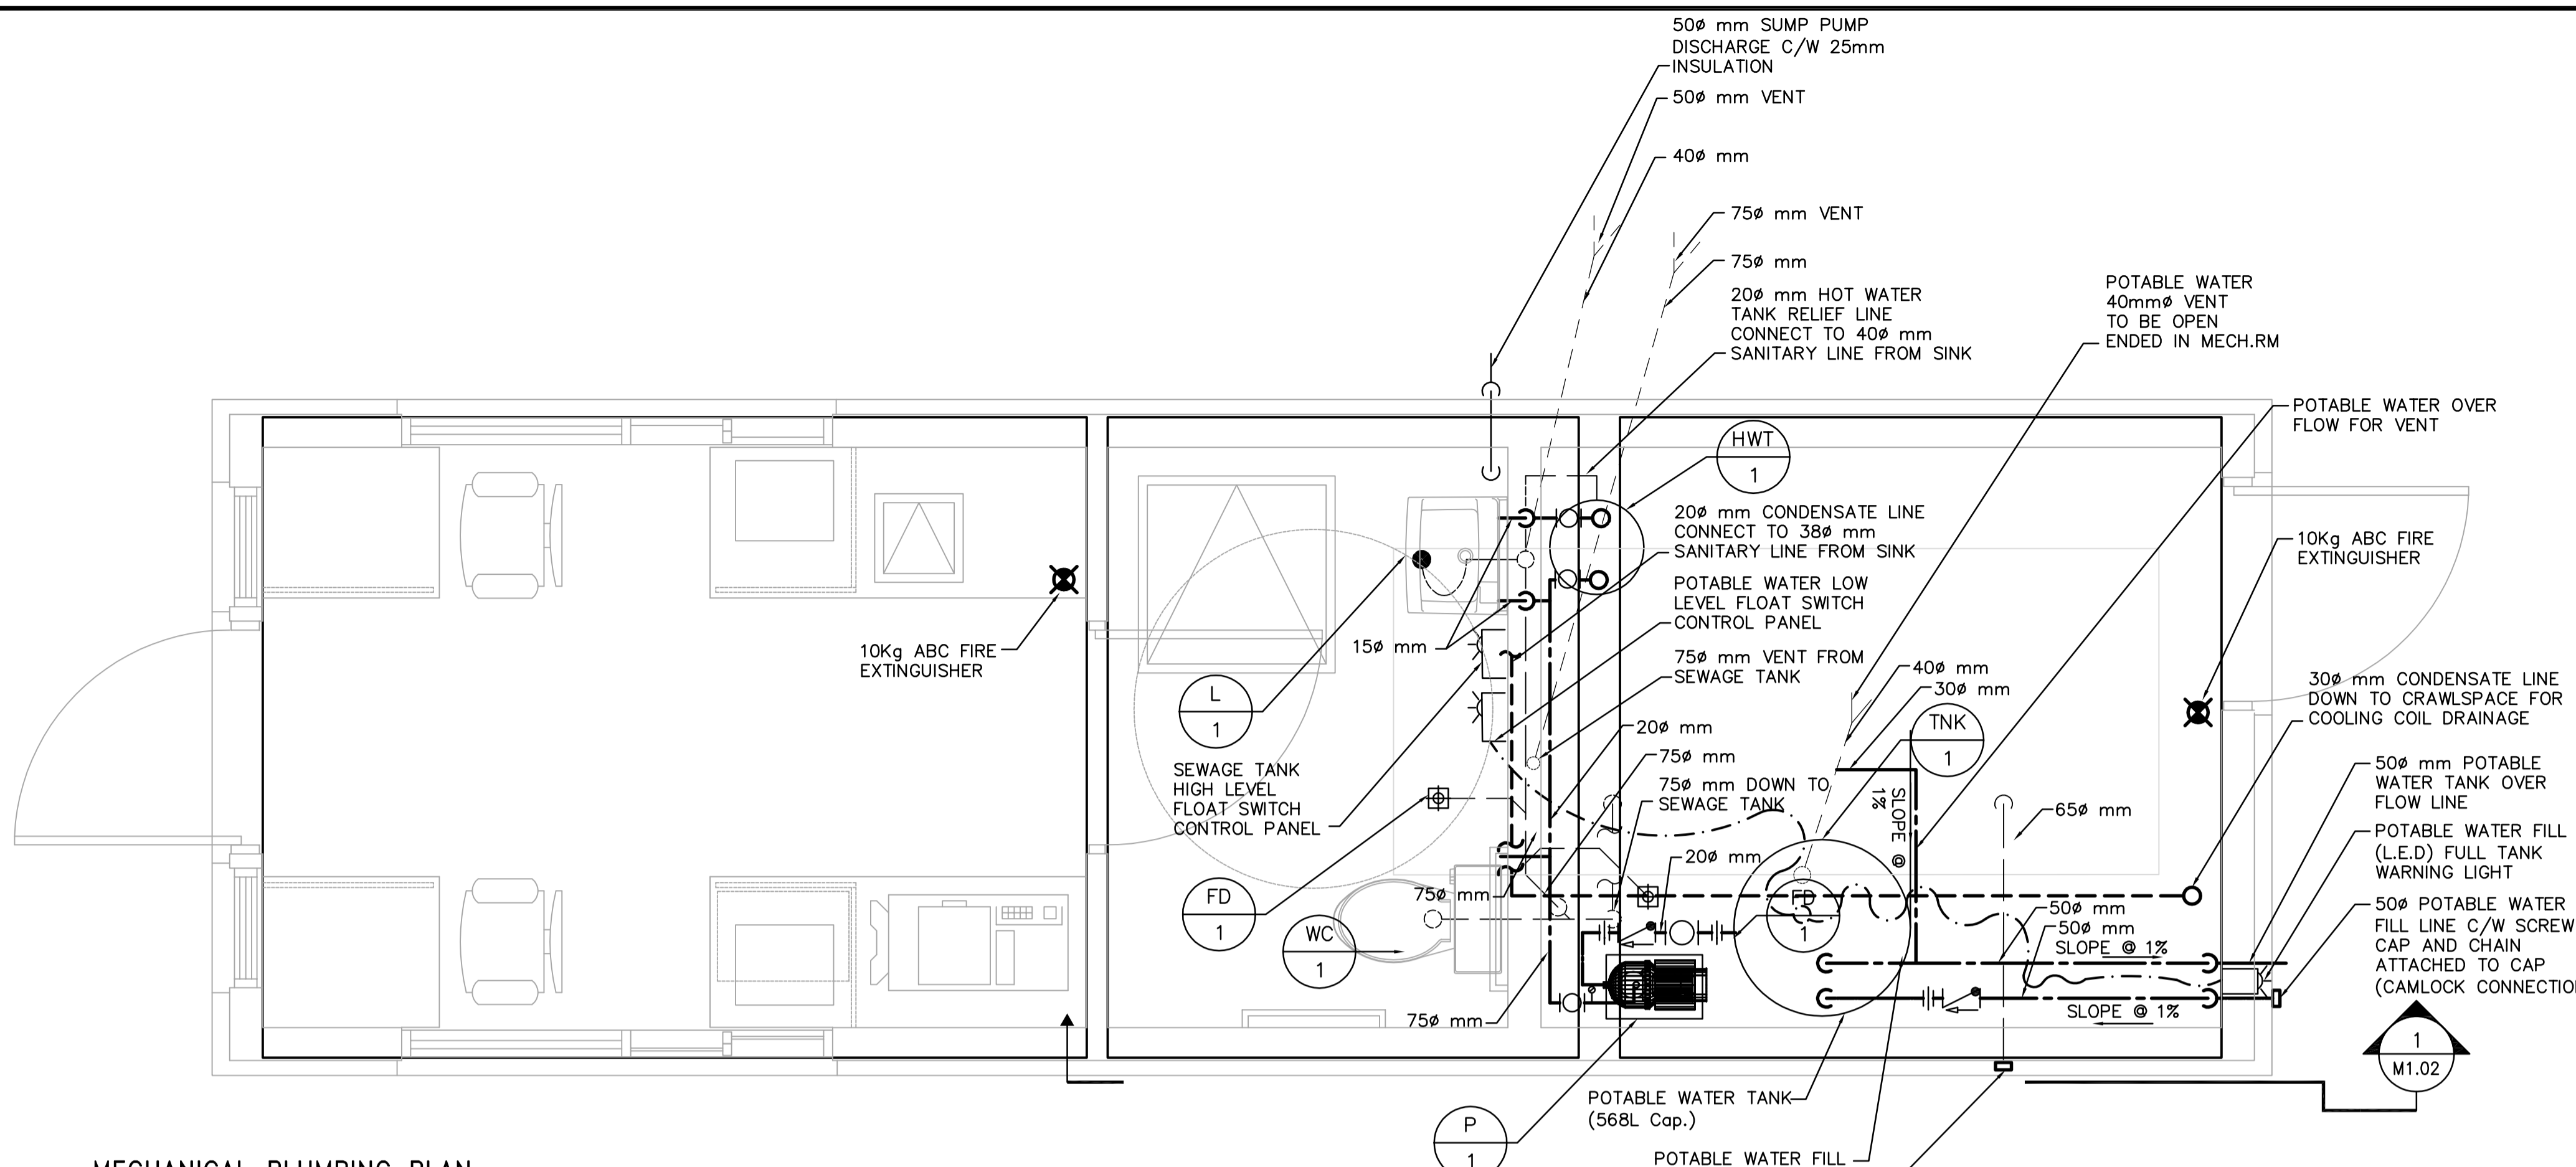 50ø mm SUMP PUMP
DISCHARGE C/W 25mm
INSULATION
50ø mm VENT
40ø mm
75ø mm VENT
75ø mm
20ø mm HOT WATER
TANK RELIEF LINE
CONNECT TO 40ø mm
SANITARY LINE FROM SINK
POTABLE WATER
40mmø VENT
TO BE OPEN
ENDED IN MECH.RM
POTABLE WATER OVER
FLOW FOR VENT
HWT
1
20ø mm CONDENSATE LINE
CONNECT TO 38ø mm
SANITARY LINE FROM SINK
10Kg ABC FIRE
EXTINGUISHER
POTABLE WATER LOW
LEVEL FLOAT SWITCH
CONTROL PANEL
10Kg ABC FIRE
EXTINGUISHER
15ø mm
75ø mm VENT FROM
SEWAGE TANK
40ø mm
30ø mm
30ø mm CONDENSATE LINE
DOWN TO CRAWLSPACE FOR
COOLING COIL DRAINAGE
L
1
TNK
1
20ø mm
75ø mm
75ø mm DOWN TO
SEWAGE TANK
SEWAGE TANK
HIGH LEVEL
FLOAT SWITCH
CONTROL PANEL
SLOPE @
1%
65ø mm
50ø mm POTABLE
WATER TANK OVER
FLOW LINE
POTABLE WATER FILL
(L.E.D) FULL TANK
WARNING LIGHT
20ø mm
75ø mm
FD
1
FD
1
WC
1
50ø mm
50ø mm
SLOPE @ 1%
50ø POTABLE WATER
FILL LINE C/W SCREW
CAP AND CHAIN
ATTACHED TO CAP
(CAMLOCK CONNECTIO
SLOPE @ 1%
75ø mm
1
M1.02
POTABLE WATER TANK
(568L Cap.)
P
1
POTABLE WATER FILL
MECHANICAL PLUMBING PLAN